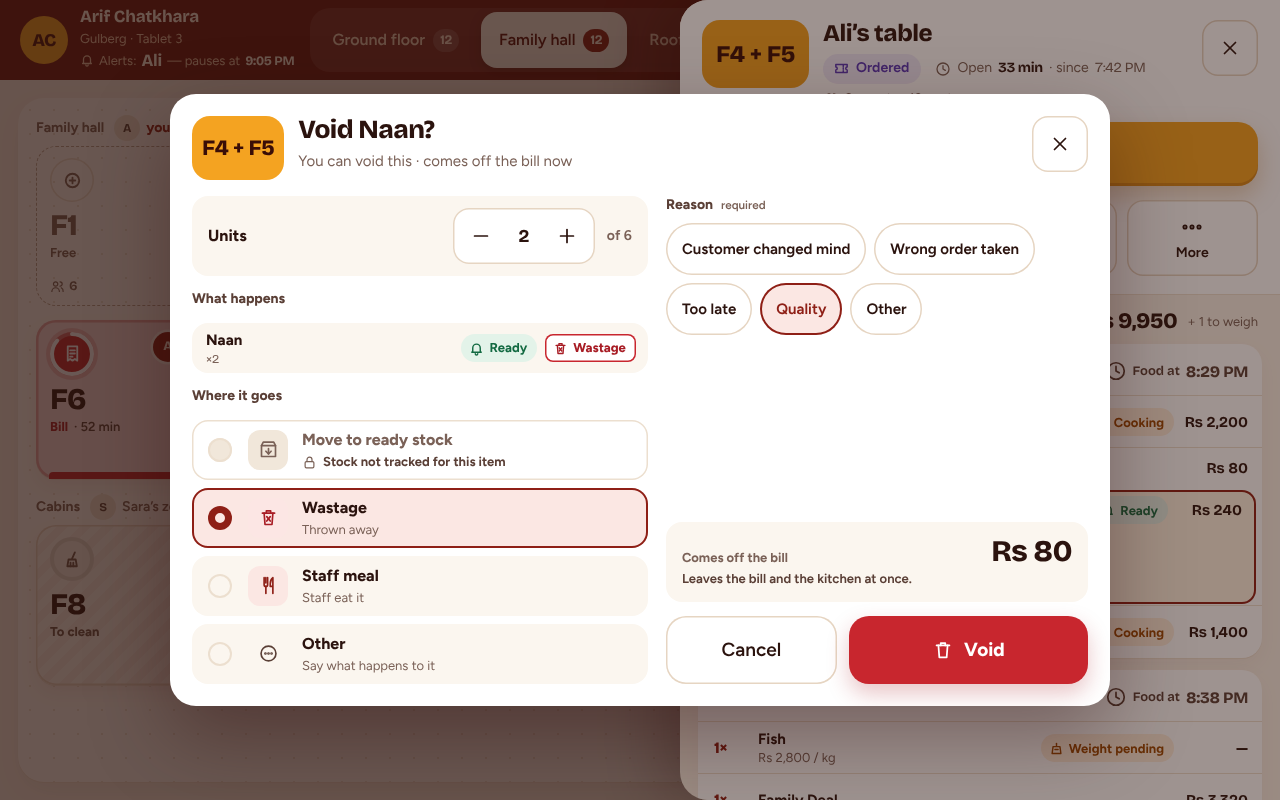 AC
Arif Chatkhara
Gulberg · Tablet 3
Alerts: Ali — pauses at 9:05 PM
Ground floor 12
Family hall 12
F4 + F5
Ali's table
Ordered
Open 33 min · since 7:42 PM
Family hall A
F1
Free
6
F6
Bill · 52 min
Cabins S Sara's
F8
To clean
F4 + F5
Void Naan?
You can void this · comes off the bill now
Units
2
of 6
What happens
Naan
×2
Ready
Wastage
Where it goes
Move to ready stock
Stock not tracked for this item
Wastage
Thrown away
Staff meal
Staff eat it
Other
Say what happens to it
Reason required
Customer changed mind
Wrong order taken
Too late
Quality
Other
Comes off the bill
Rs 80
Leaves the bill and the kitchen at once.
Cancel
Void
More
9,950 + 1 to weigh
Food at 8:29 PM
Cooking Rs 2,200
Rs 80
Ready Rs 240
Cooking Rs 1,400
Food at 8:38 PM
1× Fish
Rs 2,800 / kg
Weight pending
–
1× Family Deal
Rs 3,320